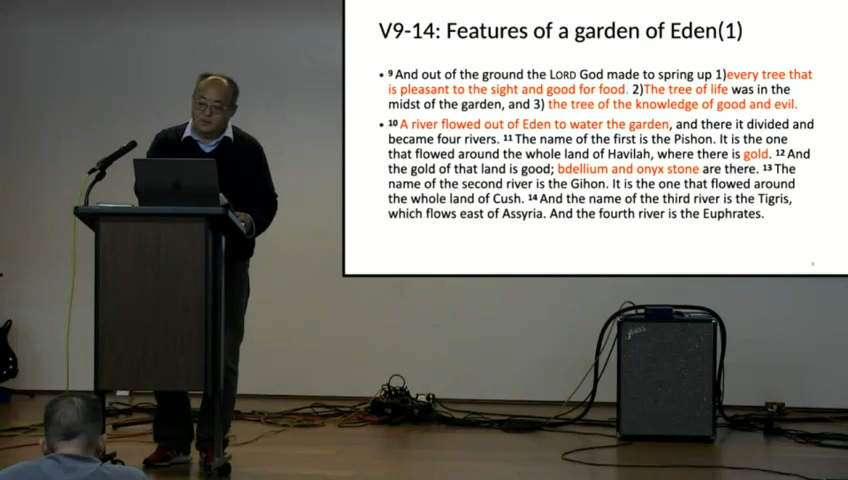 V9-14: Features of a garden of Eden(1)
• 9 And out of the ground the LORD God made to spring up 1)every tree that
is pleasant to the sight and good for food. 2)The tree of life was in the
midst of the garden, and 3) the tree of the knowledge of good and evil.
• 10 A river flowed out of Eden to water the garden, and there it divided and
became four rivers. 11 The name of the first is the Pishon. It is the one
that flowed around the whole land of Havilah, where there is gold. 12 And
the gold of that land is good; bdellium and onyx stone are there. 13 The
name of the second river is the Gihon. It is the one that flowed around
the whole land of Cush. 14 And the name of the third river is the Tigris,
which flows east of Assyria. And the fourth river is the Euphrates.